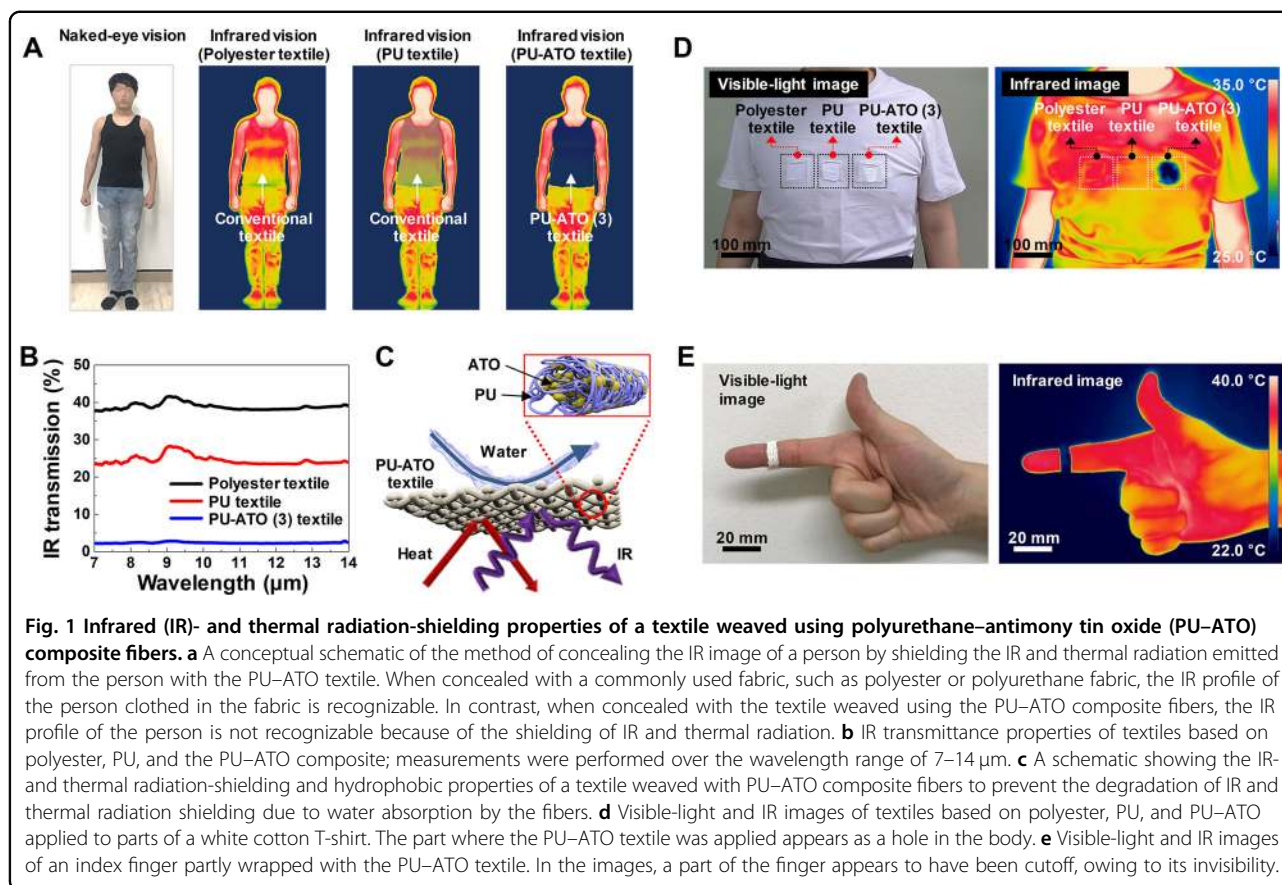 A
Naked-eye vision
Infrared vision
(Polyester textile)
Infrared vision
(PU textile)
Infrared vision
(PU-ATO textile)
Conventional
textile
Conventional
textile
PU-ATO (3)
textile
D
Visible-light image
Polyester
textile
PU
textile
PU-ATO (3)
textile
100 mm
Infrared image
35.0 °C
Polyester
textile
PU
textile
PU-ATO (3)
textile
100 mm
25.0 °C
B
IR transmission (%)
50
40
30
20
10
0
Polyester textile
PU textile
PU-ATO (3) textile
7 8 9 10 11 12 13 14
Wavelength (μm)
C
ATO
PU
Water
PU-ATO
textile
Heat
IR
E
Visible-light
image
20 mm
Infrared image
40.0 °C
20 mm
22.0 °C
Fig. 1 Infrared (IR)- and thermal radiation-shielding properties of a textile weaved using polyurethane–antimony tin oxide (PU–ATO)
composite fibers. a A conceptual schematic of the method of concealing the IR image of a person by shielding the IR and thermal radiation emitted
from the person with the PU–ATO textile. When concealed with a commonly used fabric, such as polyester or polyurethane fabric, the IR profile of
the person clothed in the fabric is recognizable. In contrast, when concealed with the textile weaved using the PU–ATO composite fibers, the IR
profile of the person is not recognizable because of the shielding of IR and thermal radiation. b IR transmittance properties of textiles based on
polyester, PU, and the PU–ATO composite; measurements were performed over the wavelength range of 7–14 μm. c A schematic showing the IR-
and thermal radiation-shielding and hydrophobic properties of a textile weaved with PU–ATO composite fibers to prevent the degradation of IR and
thermal radiation shielding due to water absorption by the fibers. d Visible-light and IR images of textiles based on polyester, PU, and PU–ATO
applied to parts of a white cotton T-shirt. The part where the PU–ATO textile was applied appears as a hole in the body. e Visible-light and IR images
of an index finger partly wrapped with the PU–ATO textile. In the images, a part of the finger appears to have been cutoff, owing to its invisibility.